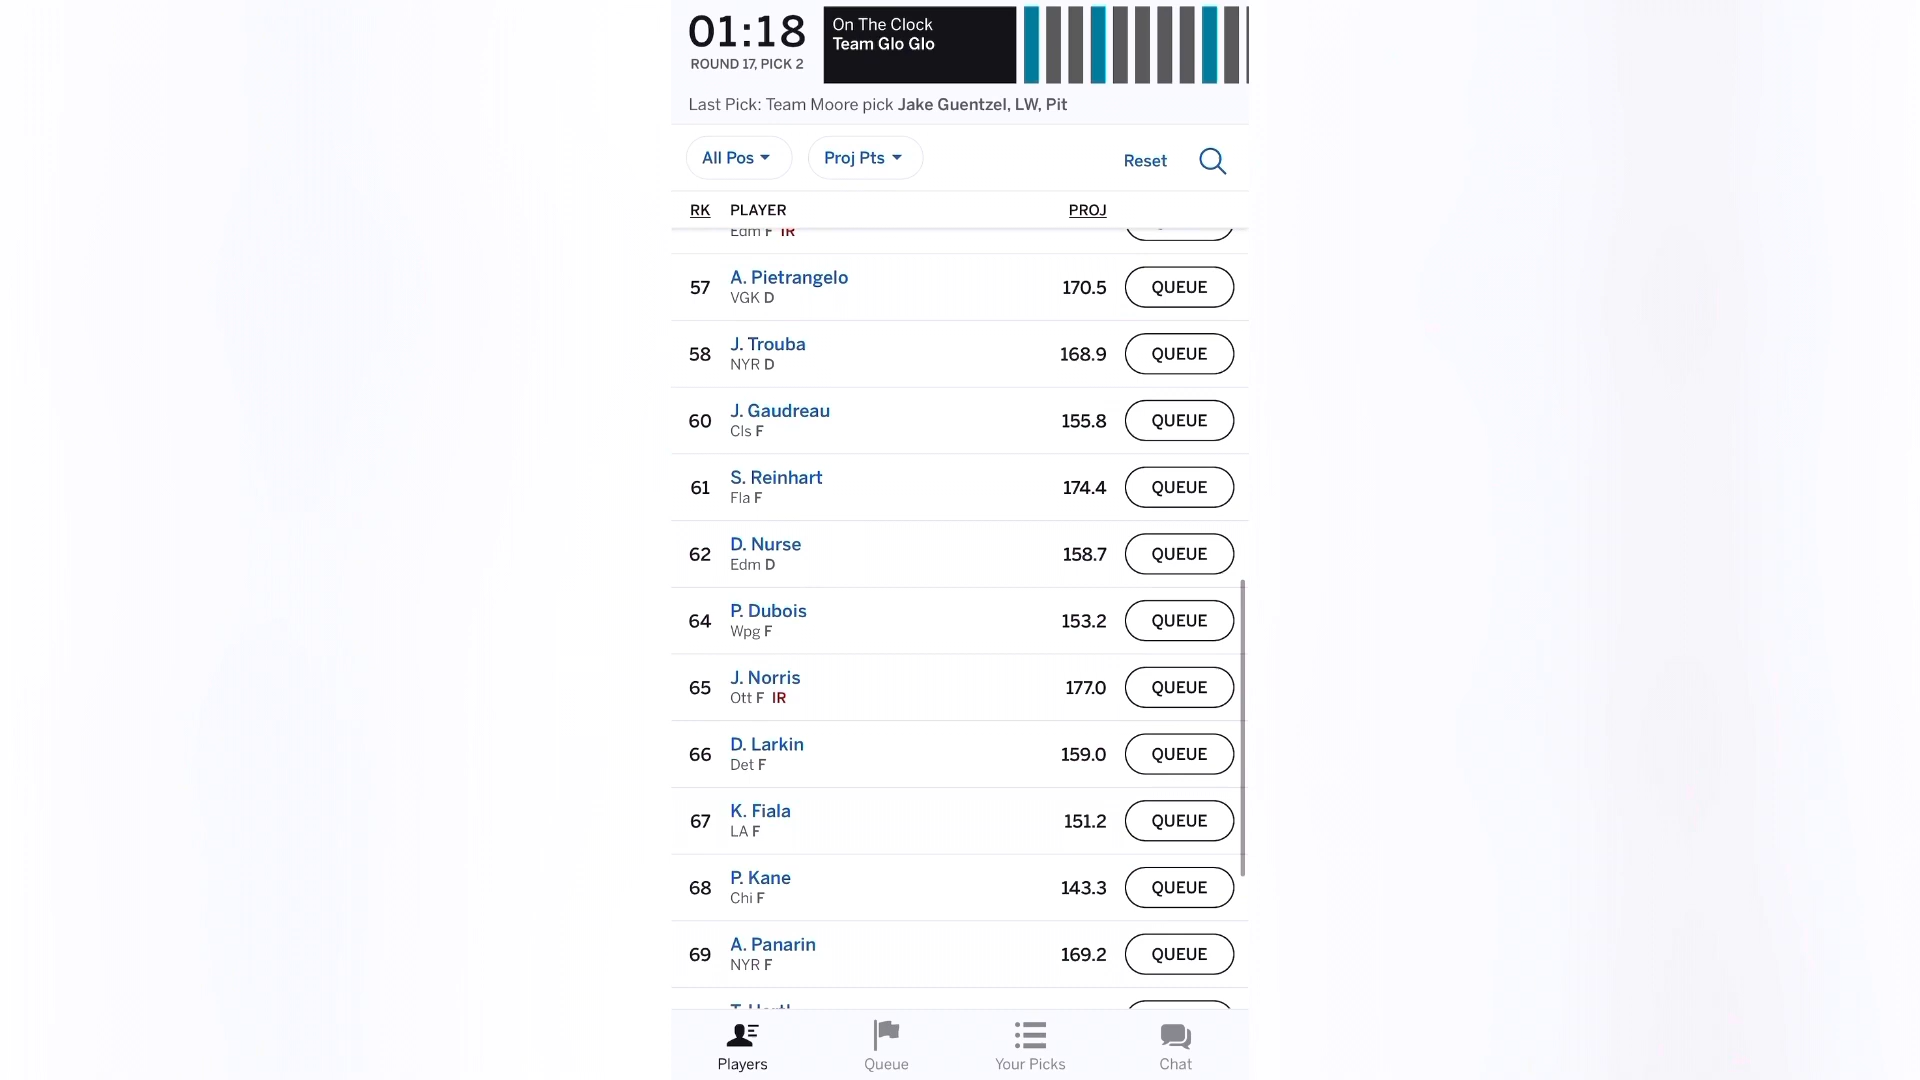 01:18
ROUND 17, PICK 2
On The Clock
Team Glo Glo
Last Pick: Team Moore pick Jake Guentzel, LW, Pit
All Pos
Proj Pts
Reset
RK PLAYER PROJ
Edm F IR
57 A. Pietrangelo 170.5 QUEUE
VGK D
58 J. Trouba 168.9 QUEUE
NYR D
60 J. Gaudreau 155.8 QUEUE
Cls F
61 S. Reinhart 174.4 QUEUE
Fla F
62 D. Nurse 158.7 QUEUE
Edm D
64 P. Dubois 153.2 QUEUE
Wpg F
65 J. Norris 177.0 QUEUE
Ott F IR
66 D. Larkin 159.0 QUEUE
Det F
67 K. Fiala 151.2 QUEUE
LA F
68 P. Kane 143.3 QUEUE
Chi F
69 A. Panarin 169.2 QUEUE
NYR F
Players
Queue
Your Picks
Chat